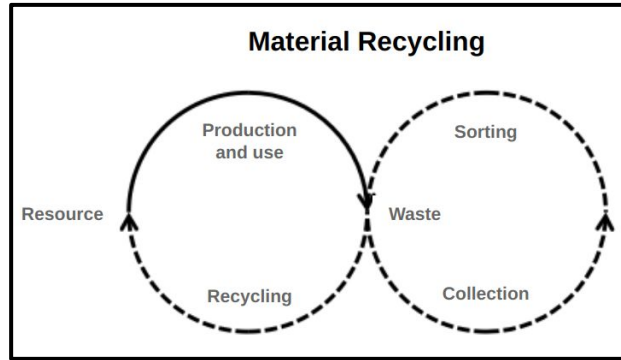 Material Recycling
Production
and use
Sorting
Resource
Waste
Recycling
Collection